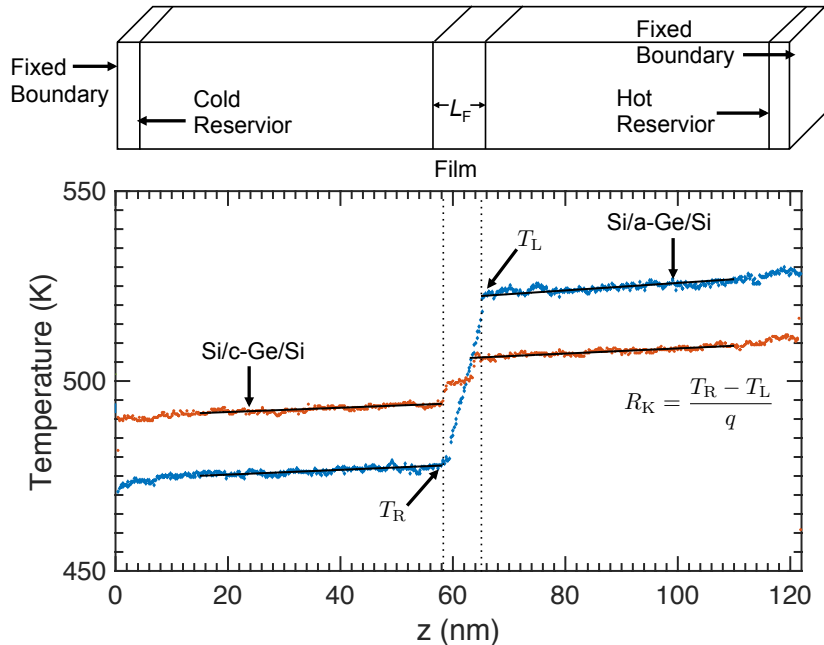 Fixed
Boundary
Cold
Reservior
L_F
Hot
Reservior
Fixed
Boundary
Film
550
500
450
Temperature (K)
T_L
Si/a-Ge/Si
Si/c-Ge/Si
R_K = (T_R − T_L) / q
T_R
0 20 40 60 80 100 120
z (nm)